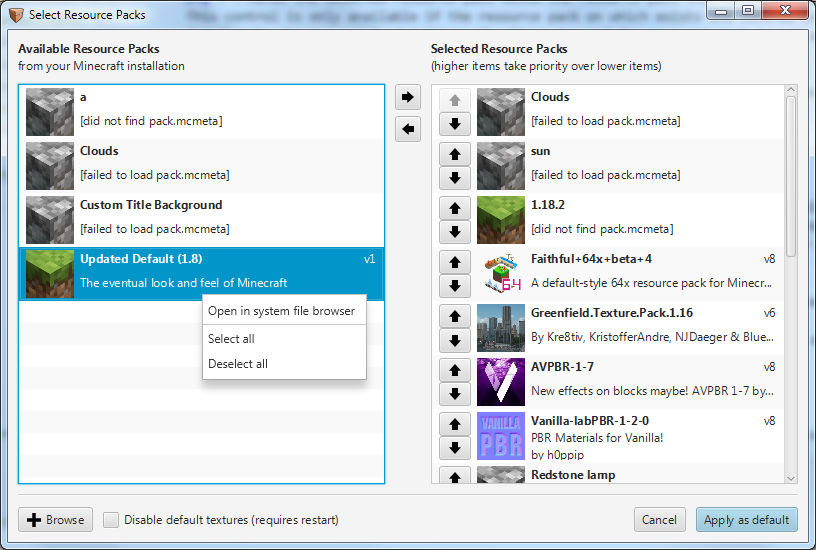 Select Resource Packs
This control is only available if the resource pack on which exists
Available Resource Packs
from your Minecraft installation
a
[did not find pack.mcmeta]
Clouds
[failed to load pack.mcmeta]
Custom Title Background
[failed to load pack.mcmeta]
Updated Default (1.8)
v1
The eventual look and feel of Minecraft
Open in system file browser
Select all
Deselect all
Selected Resource Packs
(higher items take priority over lower items)
Clouds
[failed to load pack.mcmeta]
sun
[failed to load pack.mcmeta]
1.18.2
[did not find pack.mcmeta]
Faithful+64x+beta+4
v8
A default-style 64x resource pack for Minecr...
64
Greenfield.Texture.Pack.1.16
v6
By Kre8tiv, KristofferAndre, NJDaeger & Blue...
AVPBR-1-7
v8
New effects on blocks maybe! AVPBR 1-7 by...
VANILLA
PBR
Vanilla-labPBR-1-2-0
v8
PBR Materials for Vanilla!
by h0ppip
Redstone lamp
Browse
Disable default textures (requires restart)
Cancel
Apply as default